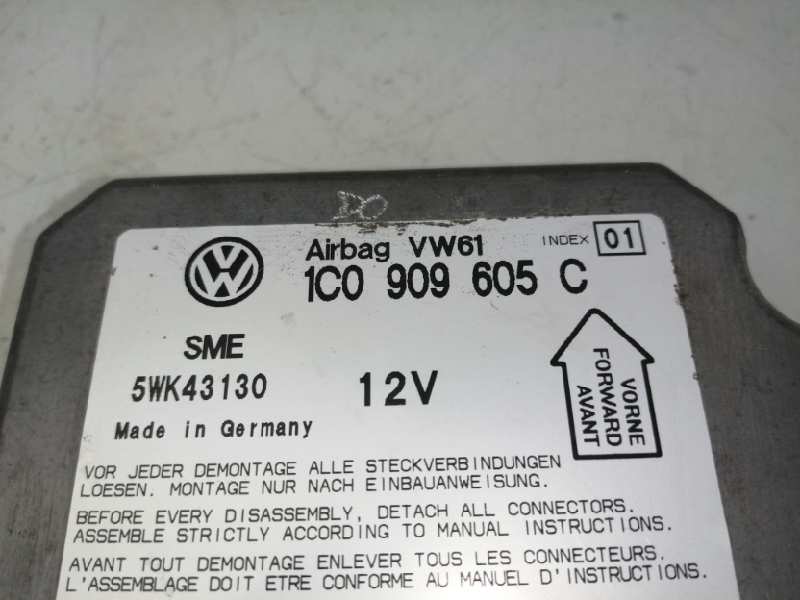 Airbag VW61 INDEX 01
1C0 909 605 C
SME
5WK43130 12V
Made in Germany
VORNE
FORWARD
AVANT
VOR JEDER DEMONTAGE ALLE STECKVERBINDUNGEN
LOESEN. MONTAGE NUR NACH EINBAUANWEISUNG.
BEFORE EVERY DISASSEMBLY, DETACH ALL CONNECTORS.
ASSEMBLE STRICTLY ACCORDING TO MANUAL INSTRUCTIONS.
AVANT TOUT DEMONTAGE ENLEVER TOUS LES CONNECTEURS.
L'ASSEMBLAGE DOIT ETRE CONFORME AU MANUEL D'INSTRUCTIONS.